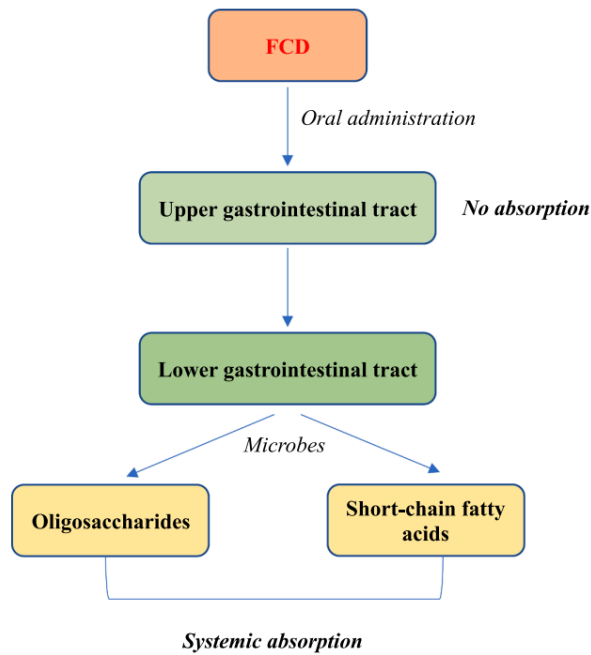 FCD
Oral administration
Upper gastrointestinal tract
No absorption
Lower gastrointestinal tract
Microbes
Oligosaccharides
Short-chain fatty
acids
Systemic absorption